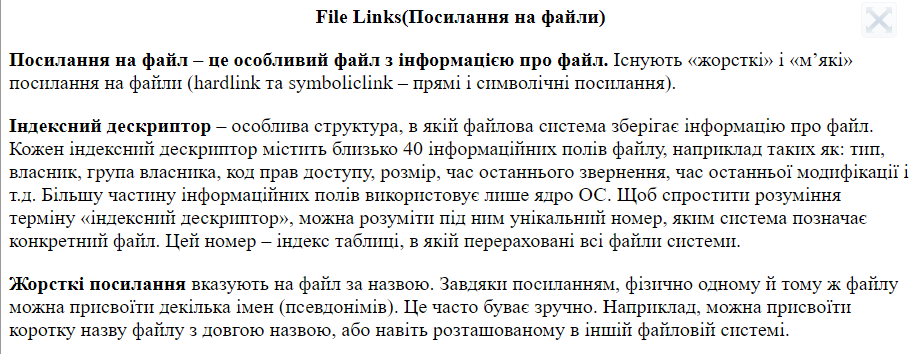 File Links(Посилання на файли)
Посилання на файл – це особливий файл з інформацією про файл. Існують «жорсткі» і «м’які»
посилання на файли (hardlink та symboliclink – прямі і символічні посилання).
Індексний дескриптор – особлива структура, в якій файлова система зберігає інформацію про файл.
Кожен індексний дескриптор містить близько 40 інформаційних полів файлу, наприклад таких як: тип,
власник, група власника, код прав доступу, розмір, час останнього звернення, час останньої модифікації і
т.д. Більшу частину інформаційних полів використовує лише ядро ОС. Щоб спростити розуміння
терміну «індексний дескриптор», можна розуміти під ним унікальний номер, яким система позначає
конкретний файл. Цей номер – індекс таблиці, в якій перераховані всі файли системи.
Жорсткі посилання вказують на файл за назвою. Завдяки посиланням, фізично одному й тому ж файлу
можна присвоїти декілька імен (псевдонімів). Це часто буває зручно. Наприклад, можна присвоїти
коротку назву файлу з довгою назвою, або навіть розташованому в іншій файловій системі.